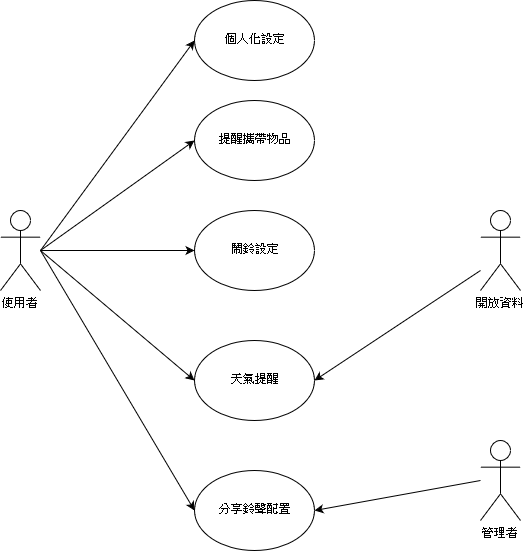 個人化設定
提醒攜帶物品
鬧鈴設定
使用者
開放資料
天氣提醒
分享鈴聲配置
管理者